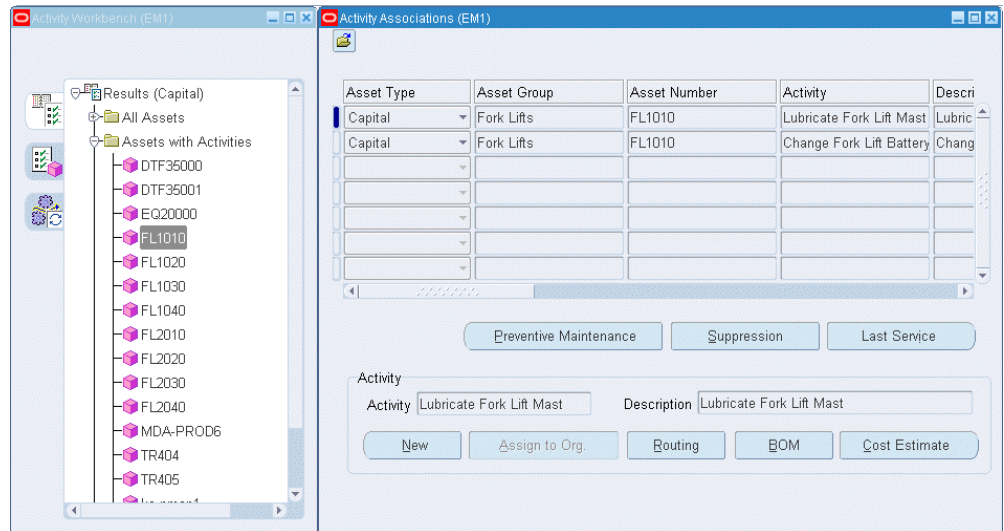 Activity Workbench (EM1)
Results (Capital)
All Assets
Assets with Activities
DTF35000
DTF35001
EQ20000
FL1010
FL1020
FL1030
FL1040
FL2010
FL2020
FL2030
FL2040
MDA-PROD6
TR404
TR405
Activity Associations (EM1)
Asset Type Asset Group Asset Number Activity Descri
Capital Fork Lifts FL1010 Lubricate Fork Lift Mast Lubric
Capital Fork Lifts FL1010 Change Fork Lift Battery Chang
Preventive Maintenance Suppression Last Service
Activity
Activity Lubricate Fork Lift Mast Description Lubricate Fork Lift Mast
New Assign to Org. Routing BOM Cost Estimate